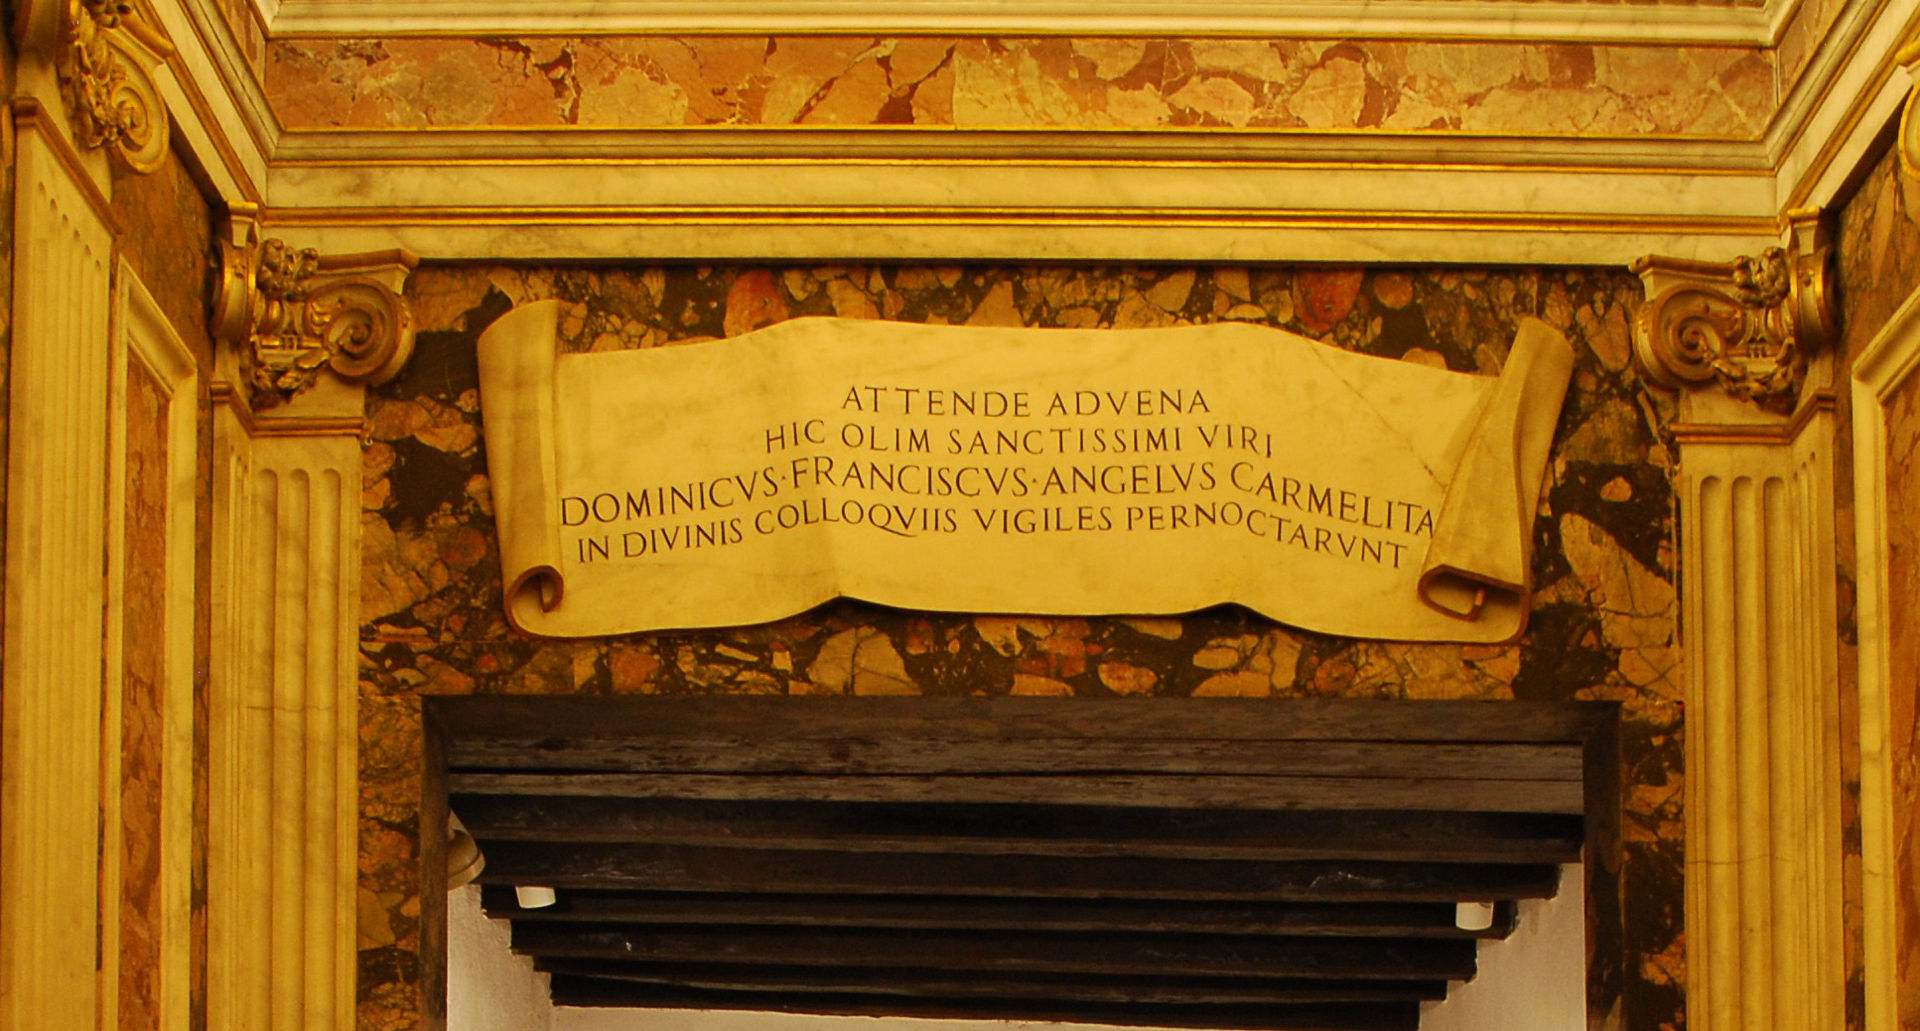 ATTENDE ADVENA
HIC OLIM SANCTISSIMI VIRI
DOMINICVS·FRANCISCVS·ANGELVS CARMELITA
IN DIVINIS COLLOQVIIS VIGILES PERNOCTARVNT